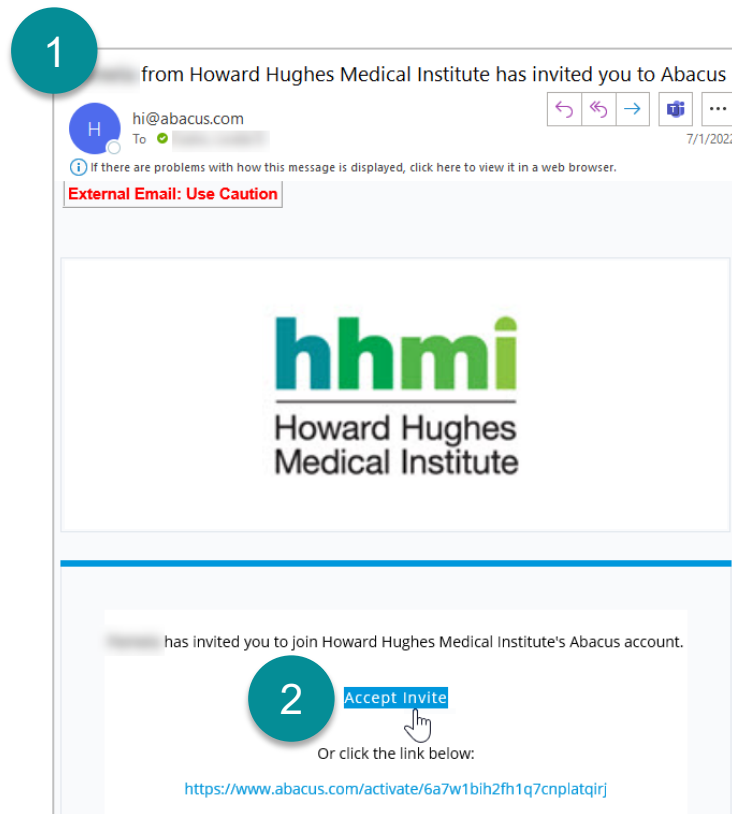 1
from Howard Hughes Medical Institute has invited you to Abacus
H
hi@abacus.com
To
7/1/2022
If there are problems with how this message is displayed, click here to view it in a web browser.
External Email: Use Caution
hhmi
Howard Hughes
Medical Institute
has invited you to join Howard Hughes Medical Institute's Abacus account.
2
Accept Invite
Or click the link below:
https://www.abacus.com/activate/6a7w1bih2fh1q7cnplatqirj